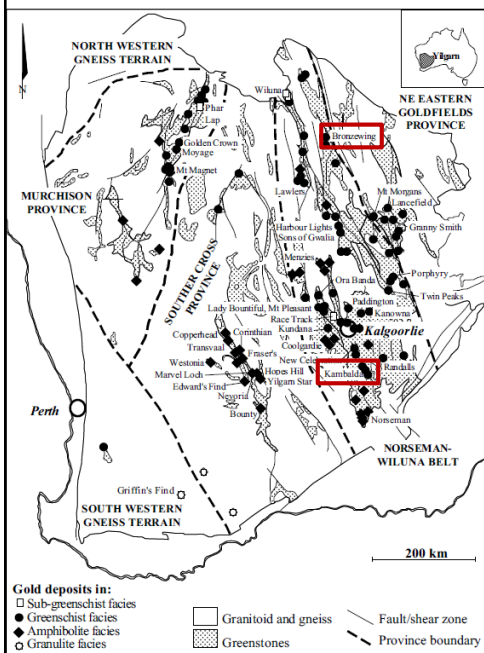 NORTH WESTERN
GNEISS TERRAIN
Yilgarn
N
Wiluna
NE EASTERN
GOLDFIELDS
PROVINCE
Phar
Lap
Bronzewing
Golden Crown
Moyage
Mt Magnet
Lawlers
Mt Morgans
Lancefield
MURCHISON
PROVINCE
Harbour Lights
Sons of Gwalia
Granny Smith
Menzies
SOUTHER CROSS
PROVINCE
Ora Banda
Porphyry
Twin Peaks
Lady Bountiful,
Mt Pleasant
Paddington
Kanowna
Race Track
Kundana
Kalgoorlie
Copperhead
Corinthian
Transvaal
Coolgardie
Westonia
Fraser's
New Celeb
Marvel Loch
Hopes Hill
Kambalda
Randalls
Edward's Find
Yilgarn Star
Nevoria
Perth
Bounty
Norseman
NORSEMAN-
WILUNA BELT
Griffin's Find
SOUTH WESTERN
GNEISS TERRAIN
200 km
Gold deposits in:
Sub-greenschist facies
Greenschist facies
Amphibolite facies
Granulite facies
Granitoid and gneiss
Greenstones
Fault/shear zone
Province boundary